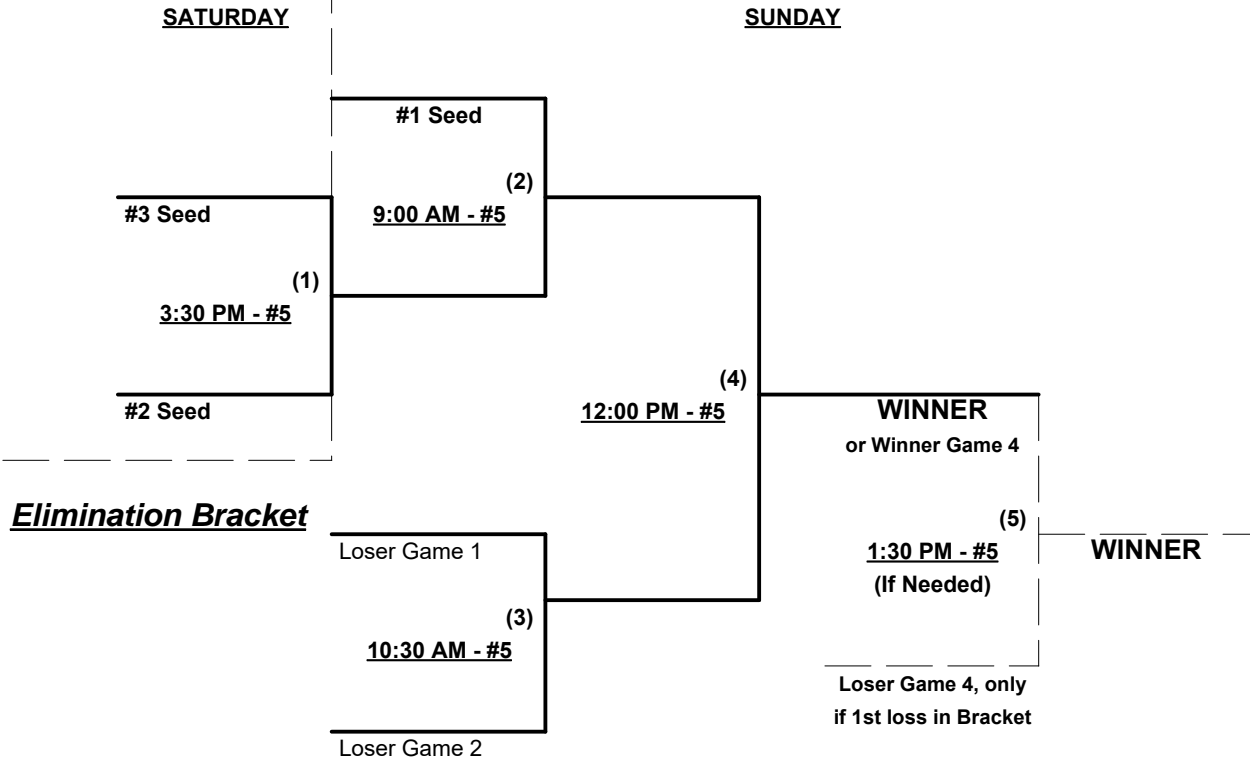 SATURDAY
SUNDAY
#1 Seed
(2)
9:00 AM - #5
#3 Seed
(1)
3:30 PM - #5
#2 Seed
(4)
12:00 PM - #5
WINNER
or Winner Game 4
Elimination Bracket
Loser Game 1
(3)
10:30 AM - #5
Loser Game 2
(5)
1:30 PM - #5
(If Needed)
WINNER
Loser Game 4, only
if 1st loss in Bracket